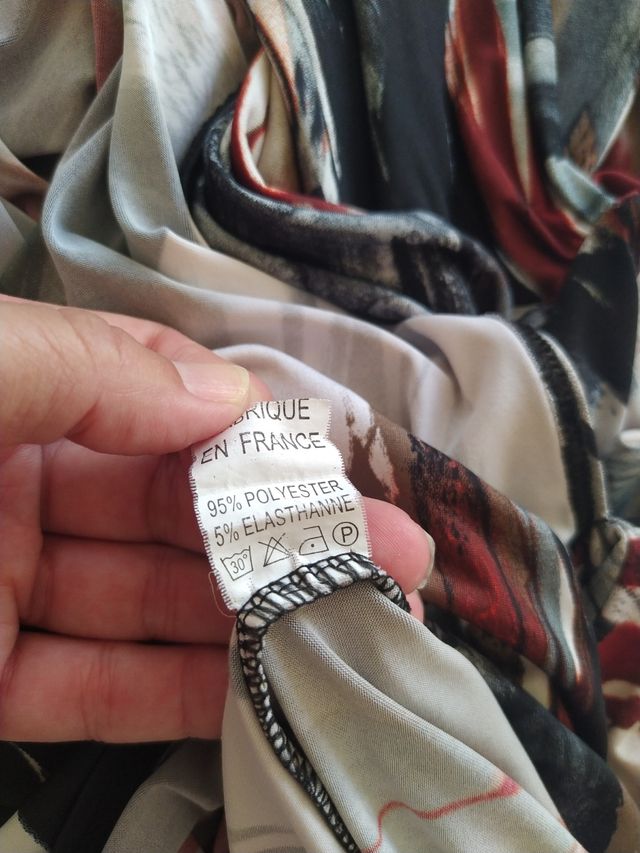 BRIQUE
EN FRANCE
95% POLYESTER
5% ELASTHANNE
30° P